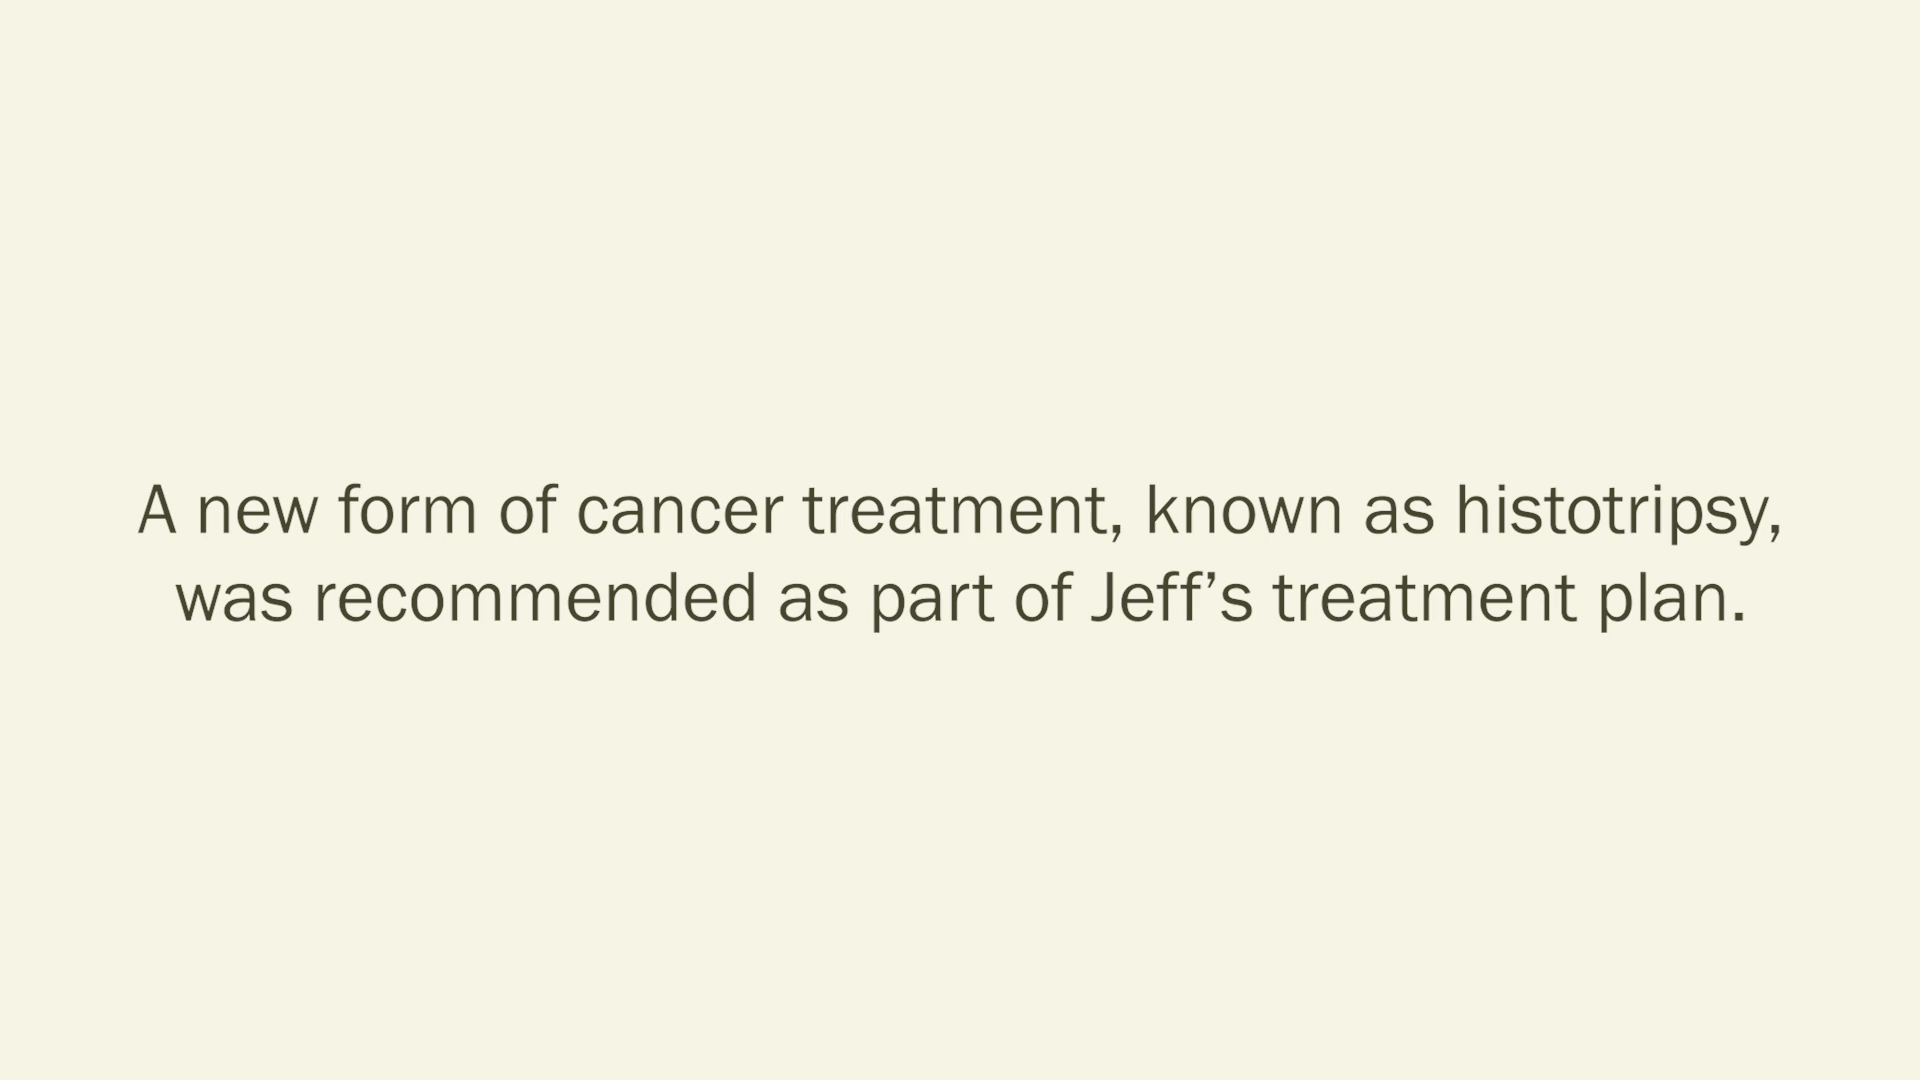 A new form of cancer treatment, known as histotripsy,
was recommended as part of Jeff’s treatment plan.